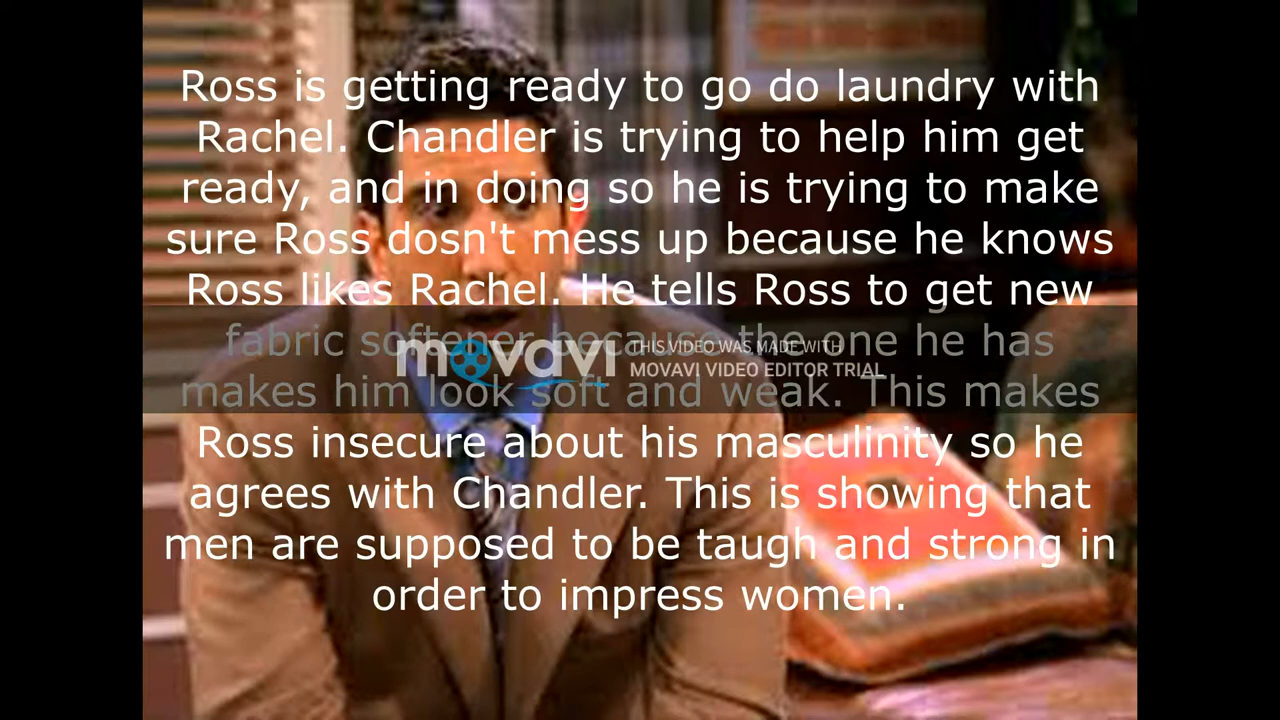 Ross is getting ready to go do laundry with
Rachel. Chandler is trying to help him get
ready, and in doing so he is trying to make
sure Ross dosn't mess up because he knows
Ross likes Rachel. He tells Ross to get new
fabric softener because the one he has
makes him look soft and weak. This makes
Ross insecure about his masculinity so he
agrees with Chandler. This is showing that
men are supposed to be taugh and strong in
order to impress women.
movavi
THIS VIDEO WAS MADE WITH
MOVAVI VIDEO EDITOR TRIAL